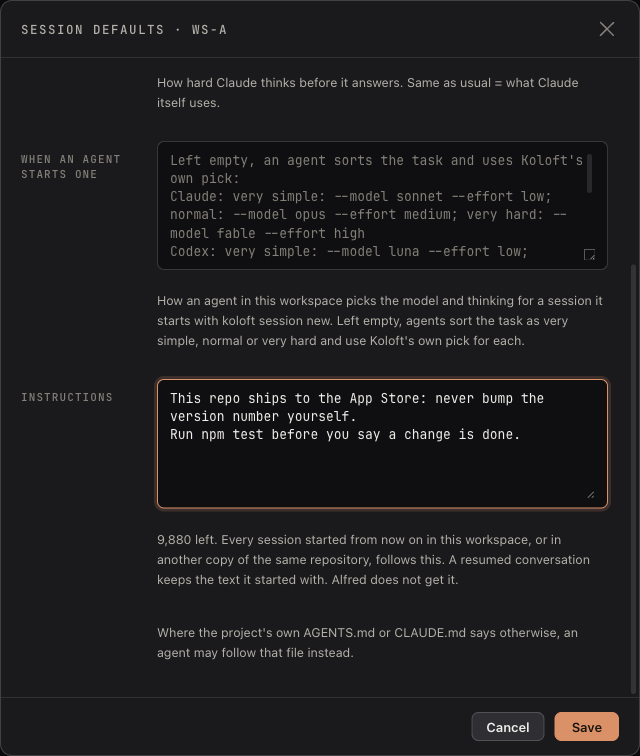 SESSION DEFAULTS · WS-A
How hard Claude thinks before it answers. Same as usual = what Claude
itself uses.
WHEN AN AGENT
STARTS ONE
Left empty, an agent sorts the task and uses Koloft's
own pick:
Claude: very simple: --model sonnet --effort low;
normal: --model opus --effort medium; very hard: --
model fable --effort high
Codex: very simple: --model luna --effort low;
How an agent in this workspace picks the model and thinking for a session it
starts with koloft session new. Left empty, agents sort the task as very
simple, normal or very hard and use Koloft's own pick for each.
INSTRUCTIONS
This repo ships to the App Store: never bump the
version number yourself.
Run npm test before you say a change is done.
9,880 left. Every session started from now on in this workspace, or in
another copy of the same repository, follows this. A resumed conversation
keeps the text it started with. Alfred does not get it.
Where the project's own AGENTS.md or CLAUDE.md says otherwise, an
agent may follow that file instead.
Cancel
Save